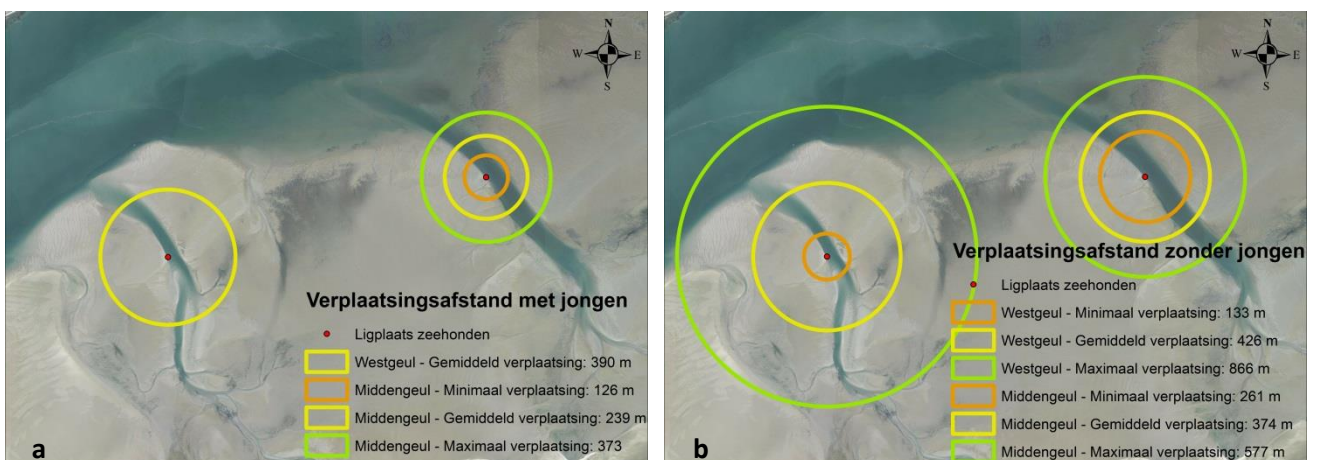 N
W E
S
Verplaatsingsafstand met jongen
Ligplaats zeehonden
Westgeul - Gemiddeld verplaatsing: 390 m
Middengeul - Minimaal verplaatsing: 126 m
Middengeul - Gemiddeld verplaatsing: 239 m
Middengeul - Maximaal verplaatsing: 373
a
N
W E
S
Verplaatsingsafstand zonder jongen
Ligplaats zeehonden
Westgeul - Minimaal verplaatsing: 133 m
Westgeul - Gemiddeld verplaatsing: 426 m
Westgeul - Maximaal verplaatsing: 866 m
Middengeul - Minimaal verplaatsing: 261 m
Middengeul - Gemiddeld verplaatsing: 374 m
Middengeul - Maximaal verplaatsing: 577 m
b